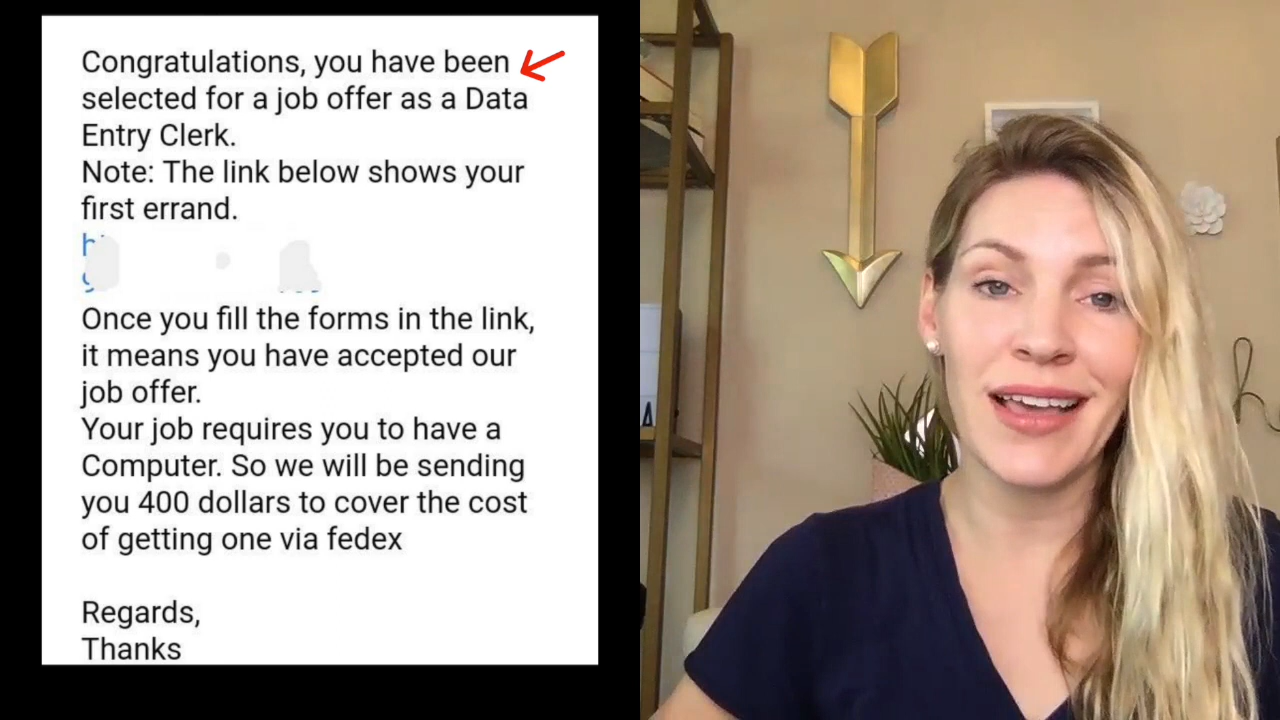 Congratulations, you have been
selected for a job offer as a Data
Entry Clerk.
Note: The link below shows your
first errand.
Once you fill the forms in the link,
it means you have accepted our
job offer.
Your job requires you to have a
Computer. So we will be sending
you 400 dollars to cover the cost
of getting one via fedex
Regards,
Thanks
A